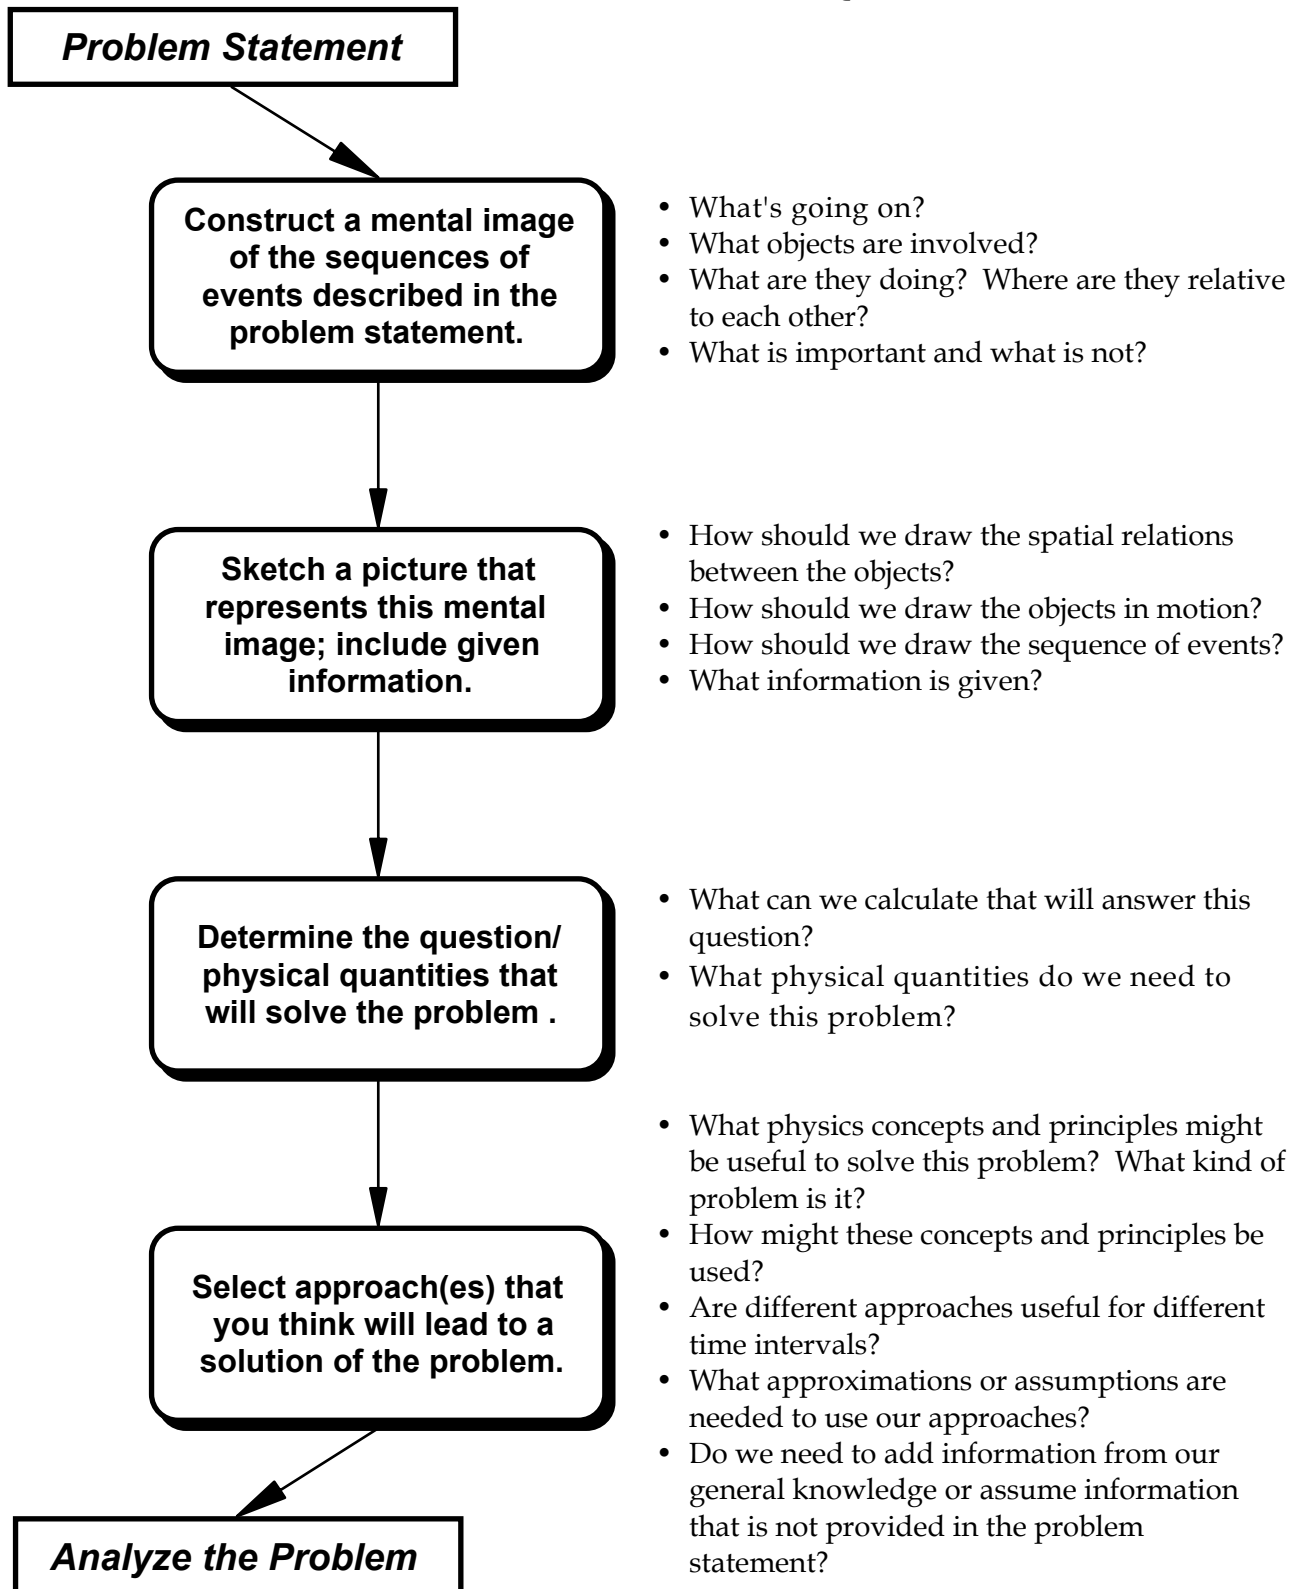 Problem Statement
Construct a mental image
of the sequences of
events described in the
problem statement.
• What's going on?
• What objects are involved?
• What are they doing?  Where are they relative
to each other?
• What is important and what is not?
Sketch a picture that
represents this mental
image; include given
information.
• How should we draw the spatial relations
between the objects?
• How should we draw the objects in motion?
• How should we draw the sequence of events?
• What information is given?
Determine the question/
physical quantities that
will solve the problem .
• What can we calculate that will answer this
question?
• What physical quantities do we need to
solve this problem?
Select approach(es) that
you think will lead to a
solution of the problem.
• What physics concepts and principles might
be useful to solve this problem?  What kind of
problem is it?
• How might these concepts and principles be
used?
• Are different approaches useful for different
time intervals?
• What approximations or assumptions are
needed to use our approaches?
• Do we need to add information from our
general knowledge or assume information
that is not provided in the problem
statement?
Analyze the Problem